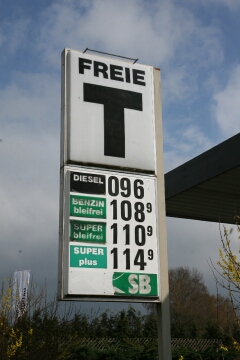 FREIE
T
DIESEL 096
BENZIN bleifrei 108⁹
SUPER bleifrei 110⁹
SUPER plus 114⁹
SB